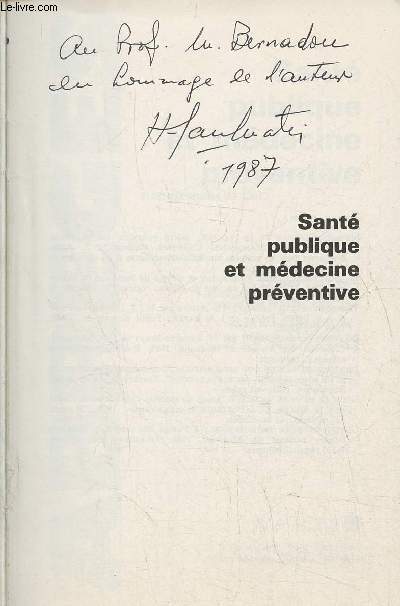 Le-livre.com
Au Prof. M. Bernadou
en hommage de l'auteur
1987
Santé
publique
et médecine
préventive